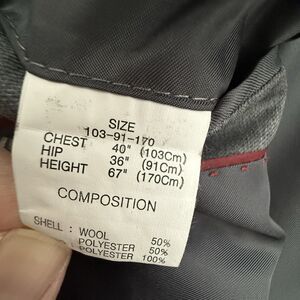 SIZE
103-91-170
CHEST 40" (103Cm)
HIP 36" (91Cm)
HEIGHT 67" (170Cm)
COMPOSITION
SHELL : WOOL 50%
POLYESTER 50%
POLYESTER 100%